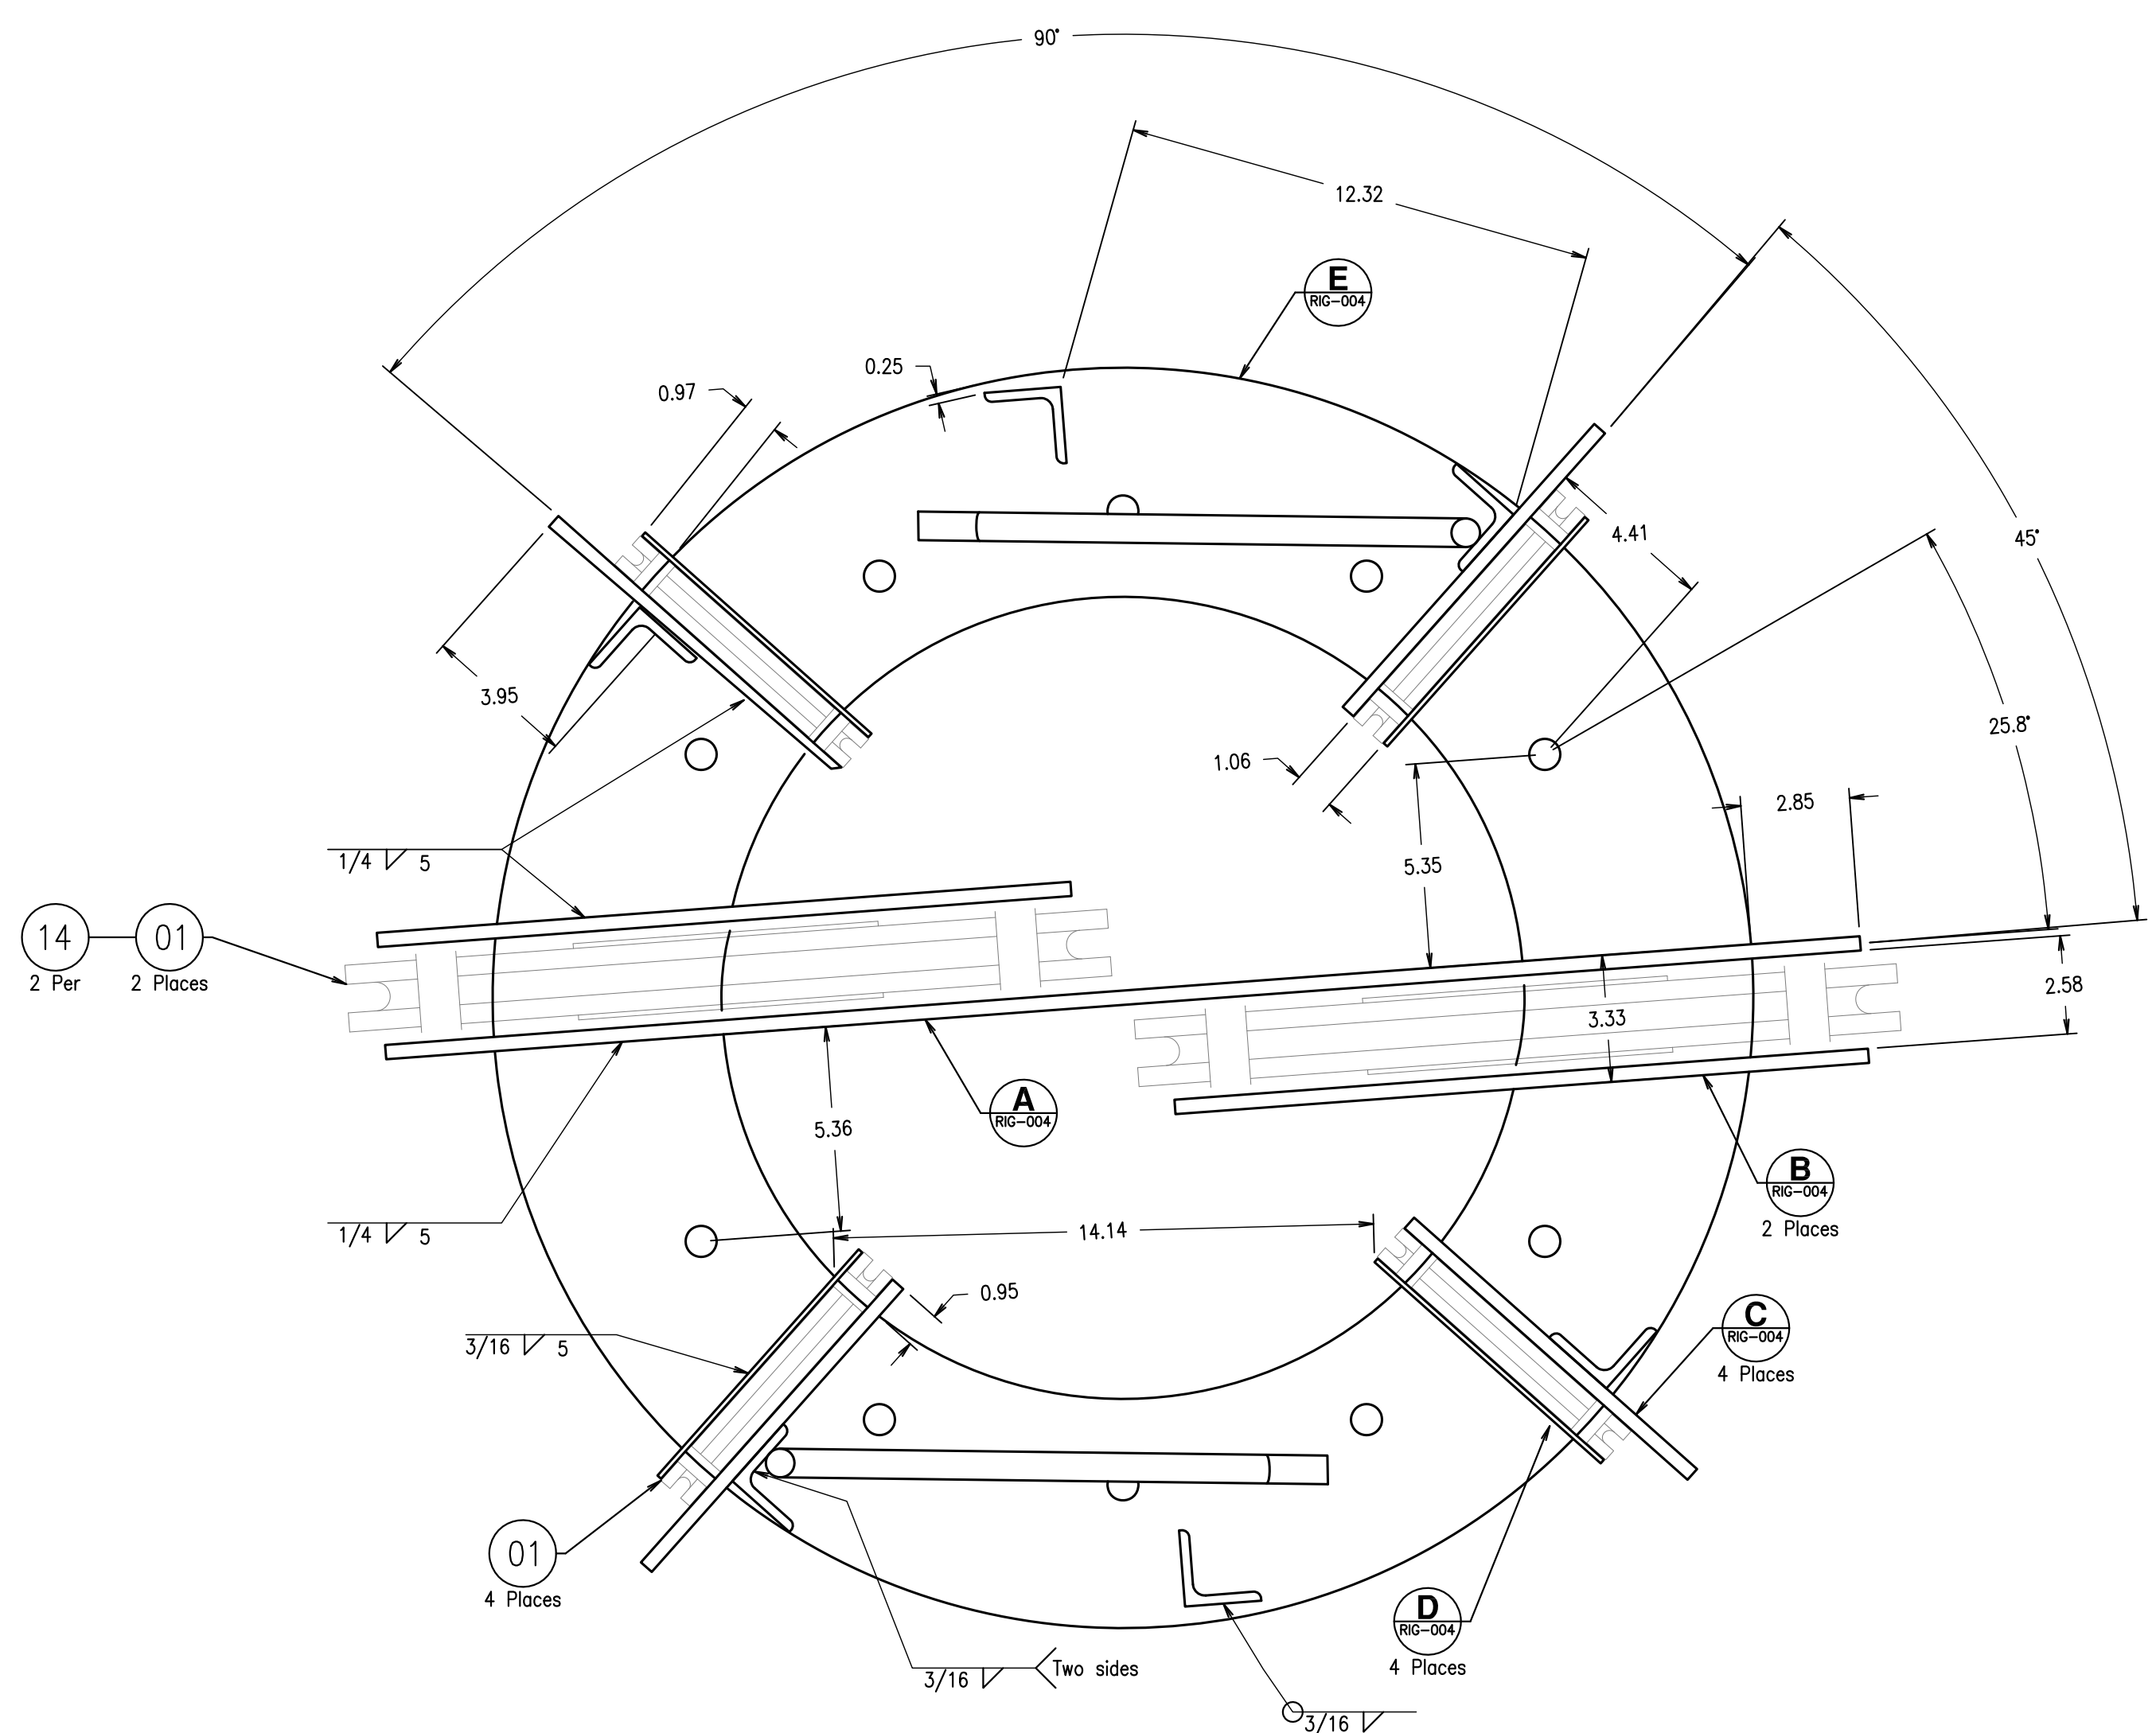 90°
12.32
E
RIG-004
0.25
0.97
4.41
45°
3.95
25.8°
1.06
2.85
5.35
1/4 5
14
2 Per
01
2 Places
2.58
3.33
A
RIG-004
5.36
B
RIG-004
2 Places
1/4 5
14.14
0.95
3/16 5
C
RIG-004
4 Places
01
4 Places
D
RIG-004
4 Places
3/16 Two sides
3/16